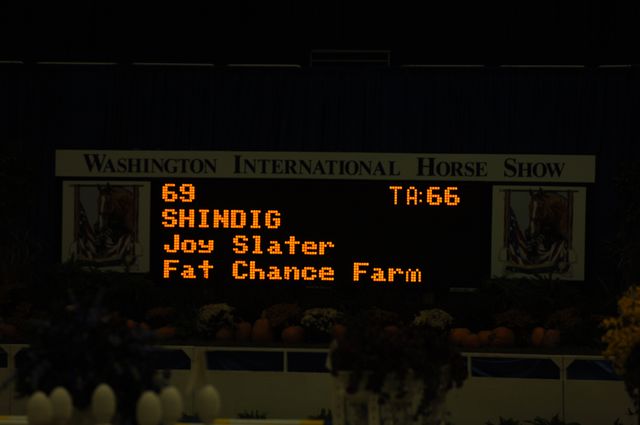 WASHINGTON INTERNATIONAL HORSE SHOW
69 TA:66
SHINDIG
Joy Slater
Fat Chance Farm